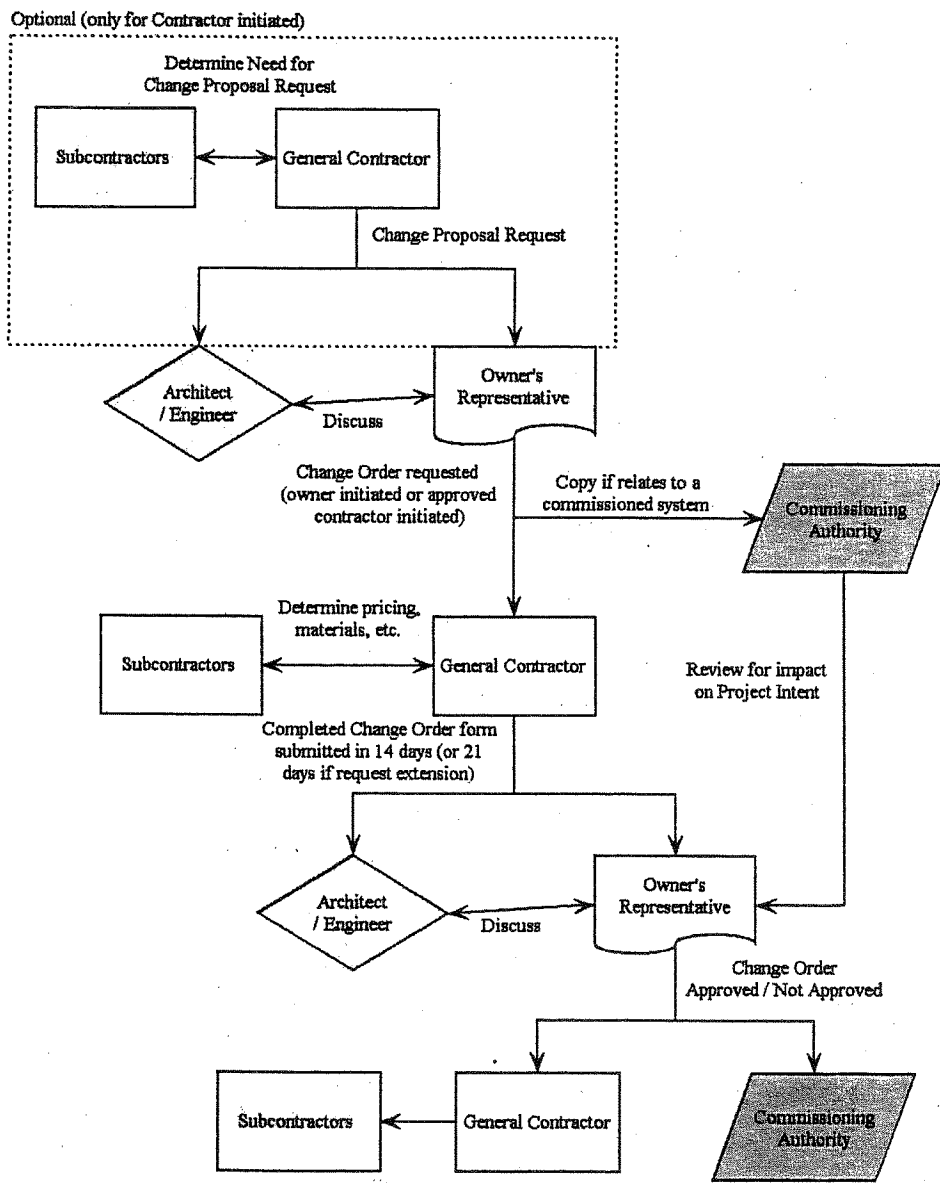 Optional (only for Contractor initiated)
Determine Need for
Change Proposal Request
Subcontractors
General Contractor
Change Proposal Request
Architect
/ Engineer
Discuss
Owner's
Representative
Change Order requested
(owner initiated or approved
contractor initiated)
Copy if relates to a
commissioned system
Commissioning
Authority
Determine pricing,
materials, etc.
Subcontractors
General Contractor
Review for impact
on Project Intent
Completed Change Order form
submitted in 14 days (or 21
days if request extension)
Architect
/ Engineer
Discuss
Owner's
Representative
Change Order
Approved / Not Approved
Subcontractors
General Contractor
Commissioning
Authority